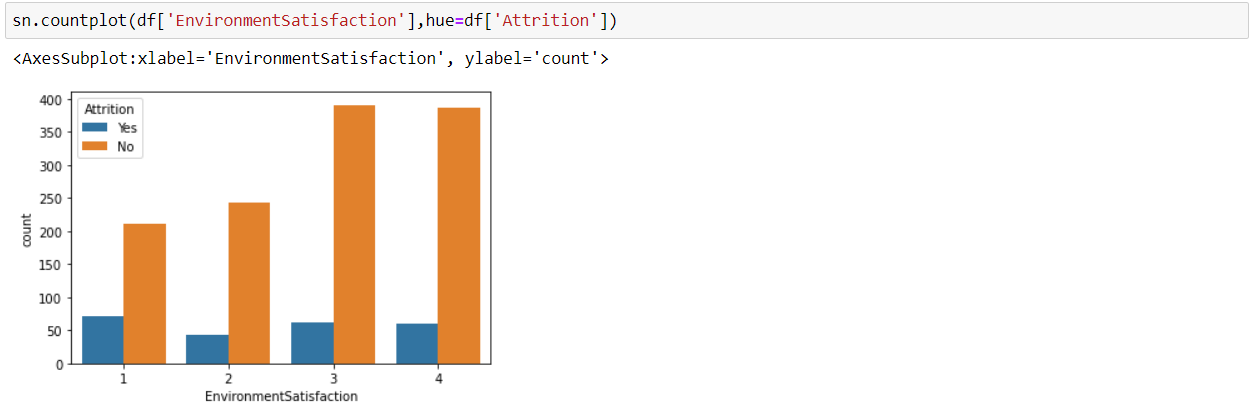 sn.countplot(df['EnvironmentSatisfaction'],hue=df['Attrition'])
<AxesSubplot:xlabel='EnvironmentSatisfaction', ylabel='count'>
Attrition
Yes
No
400
350
300
250
200
150
100
50
0
count
1 2 3 4
EnvironmentSatisfaction